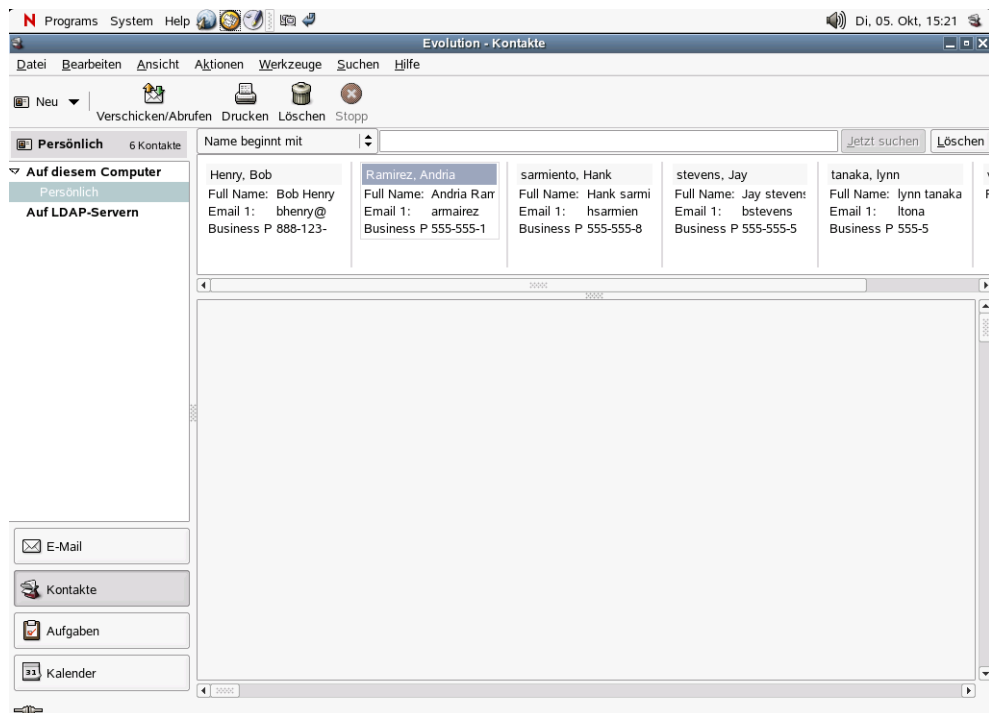 N Programs System Help Di, 05. Okt, 15:21
Evolution - Kontakte
Datei Bearbeiten Ansicht Aktionen Werkzeuge Suchen Hilfe
Neu
Verschicken/Abrufen Drucken Löschen Stopp
Persönlich 6 Kontakte
Name beginnt mit Jetzt suchen Löschen
Auf diesem Computer
Persönlich
Auf LDAP-Servern
Henry, Bob
Full Name: Bob Henry
Email 1: bhenry@
Business P 888-123-
Ramirez, Andria
Full Name: Andria Ram
Email 1: armairez
Business P 555-555-1
sarmiento, Hank
Full Name: Hank sarmi
Email 1: hsarmien
Business P 555-555-8
stevens, Jay
Full Name: Jay stevens
Email 1: bstevens
Business P 555-555-5
tanaka, lynn
Full Name: lynn tanaka
Email 1: ltona
Business P 555-5
E-Mail
Kontakte
Aufgaben
31 Kalender